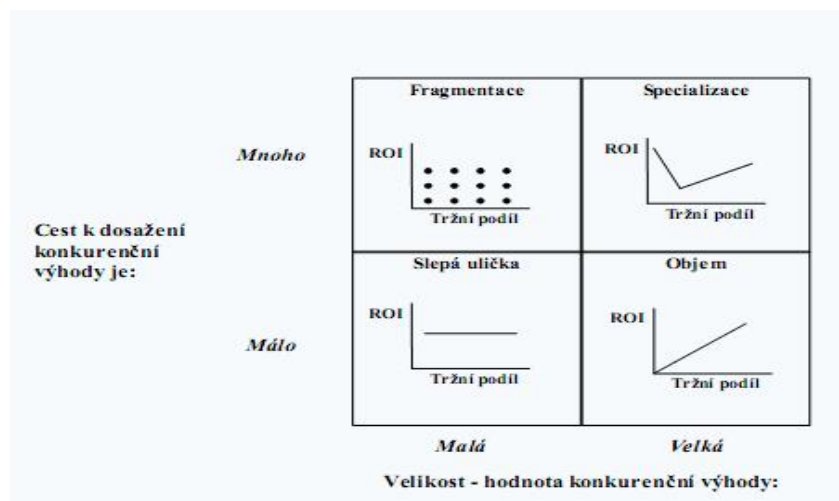 Fragmentace
Specializace
Mnoho
ROI
Tržní podíl
ROI
Tržní podíl
Cest k dosažení
konkurenční
výhody je:
Slepá ulička
Objem
Málo
ROI
Tržní podíl
ROI
Tržní podíl
Malá
Velká
Velikost - hodnota konkurenční výhody: